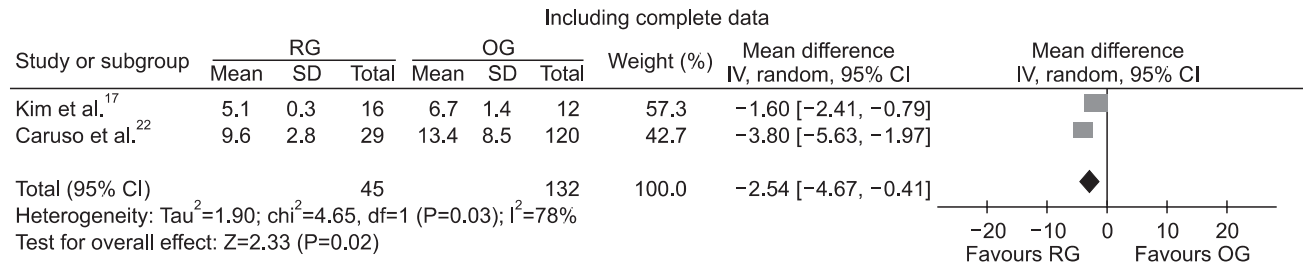 Including complete data
Study or subgroup RG OG Weight (%) Mean difference Mean difference
Mean SD Total Mean SD Total IV, random, 95% CI IV, random, 95% CI
Kim et al.17 5.1 0.3 16 6.7 1.4 12 57.3 −1.60 [−2.41, −0.79]
Caruso et al.22 9.6 2.8 29 13.4 8.5 120 42.7 −3.80 [−5.63, −1.97]
Total (95% CI) 45 132 100.0 −2.54 [−4.67, −0.41]
Heterogeneity: Tau2=1.90; chi2=4.65, df=1 (P=0.03); I2=78%
Test for overall effect: Z=2.33 (P=0.02)
−20 −10 0 10 20
Favours RG Favours OG